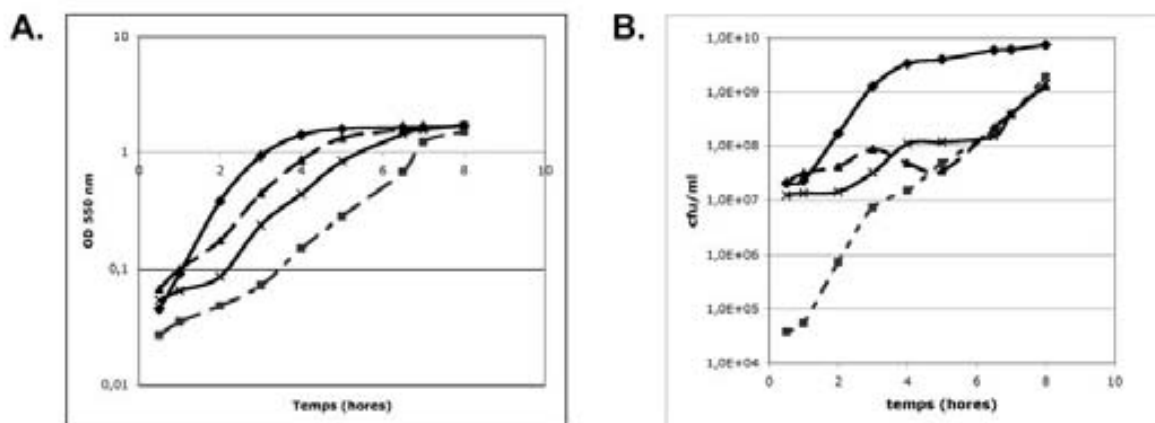 A.
10
1
0,1
0,01
0 2 4 6 8 10
OD 550 nm
Temps (hores)
B.
1,0E+10
1,0E+09
1,0E+08
1,0E+07
1,0E+06
1,0E+05
1,0E+04
0 2 4 6 8 10
cfu/ml
temps (hores)